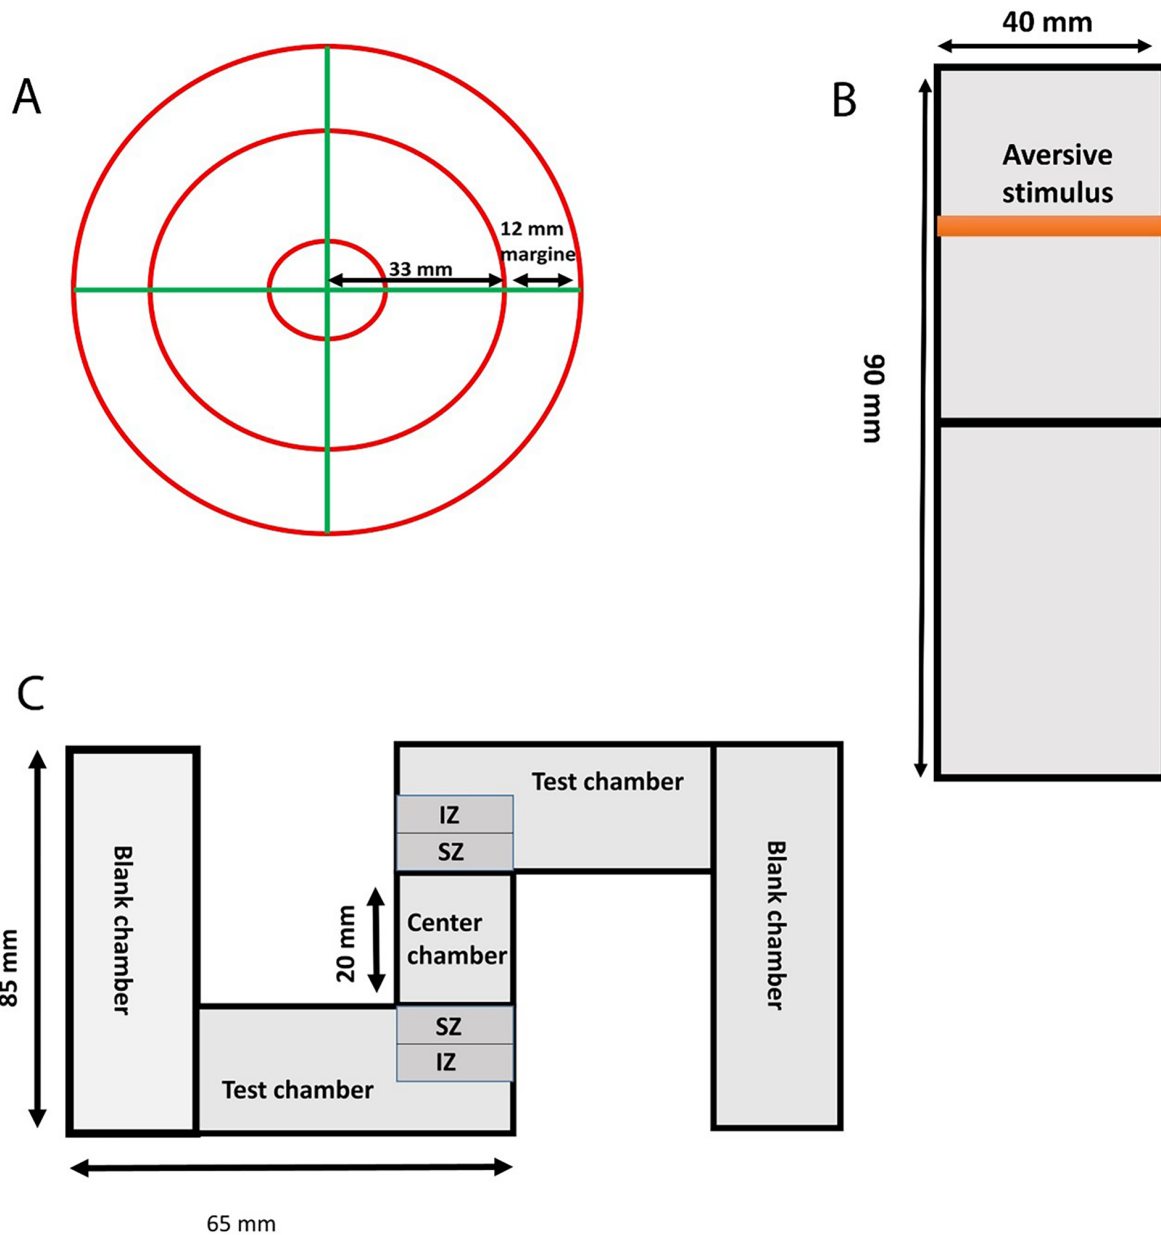 A
12 mm
margine
33 mm
40 mm
B
Aversive
stimulus
90 mm
C
Test chamber
IZ
SZ
Blank chamber
Blank chamber
Center
chamber
20 mm
85 mm
SZ
IZ
Test chamber
65 mm